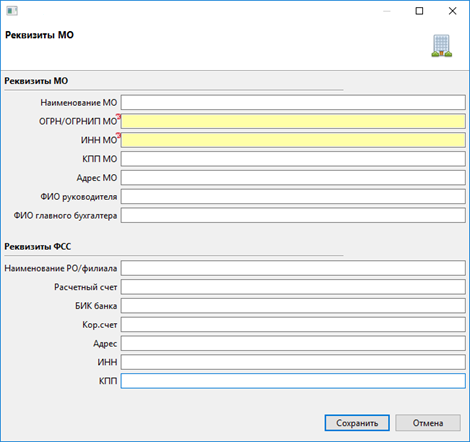 Реквизиты МО
Реквизиты МО
Наименование МО
ОГРН/ОГРНИП МО
ИНН МО
КПП МО
Адрес МО
ФИО руководителя
ФИО главного бухгалтера
Реквизиты ФСС
Наименование РО/филиала
Расчетный счет
БИК банка
Кор.счет
Адрес
ИНН
КПП
Сохранить
Отмена